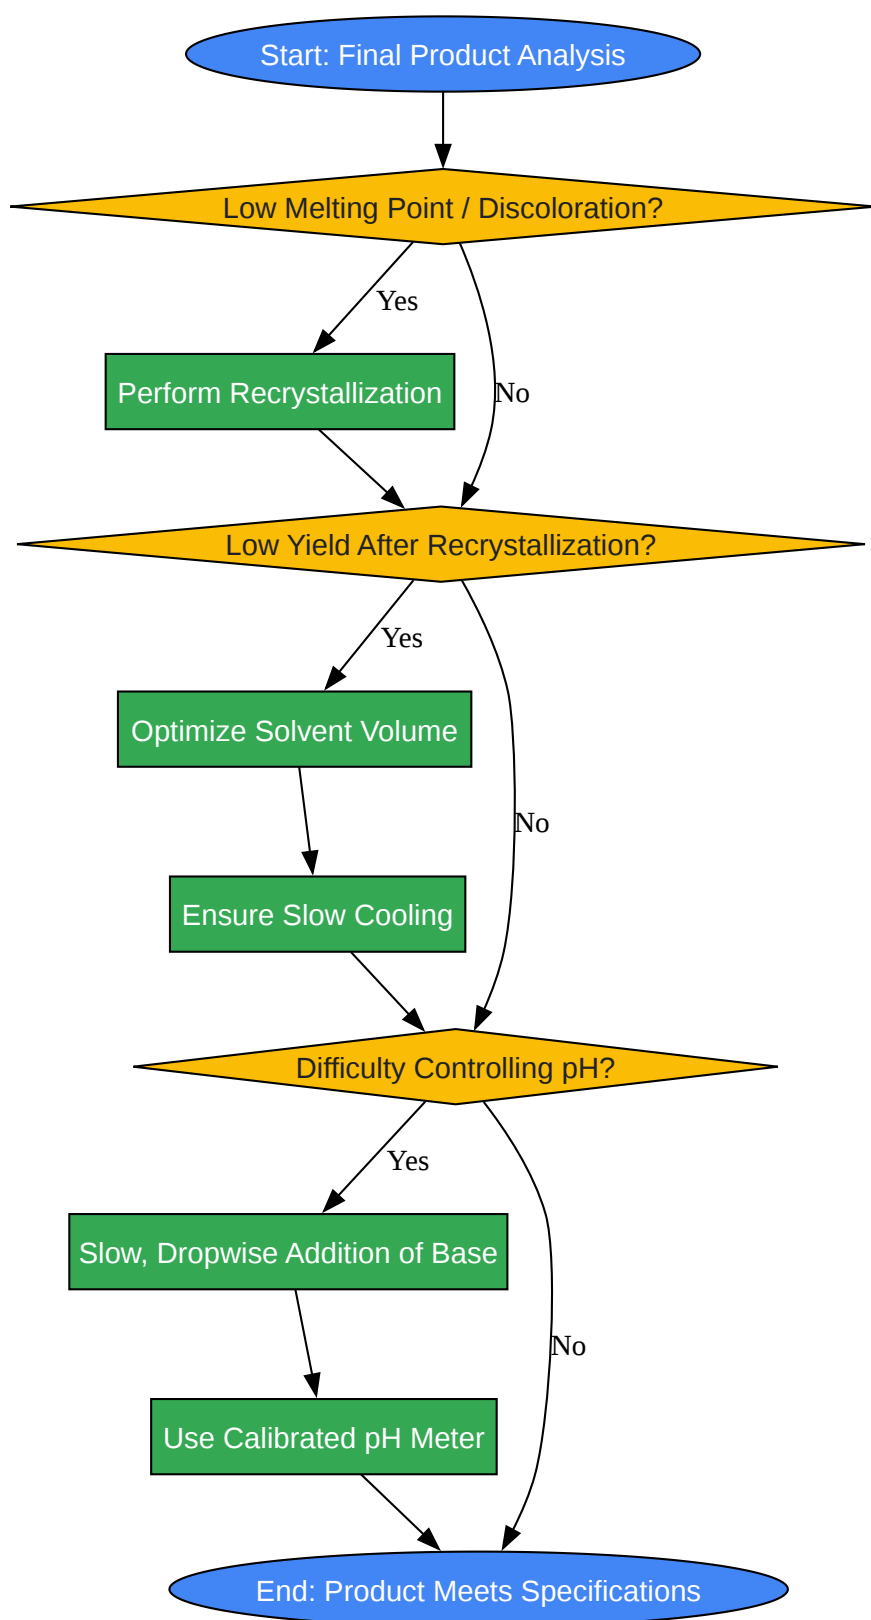 Start: Final Product Analysis
Low Melting Point / Discoloration?
Yes
Perform Recrystallization
No
Low Yield After Recrystallization?
Yes
Optimize Solvent Volume
No
Ensure Slow Cooling
Difficulty Controlling pH?
Yes
Slow, Dropwise Addition of Base
No
Use Calibrated pH Meter
End: Product Meets Specifications